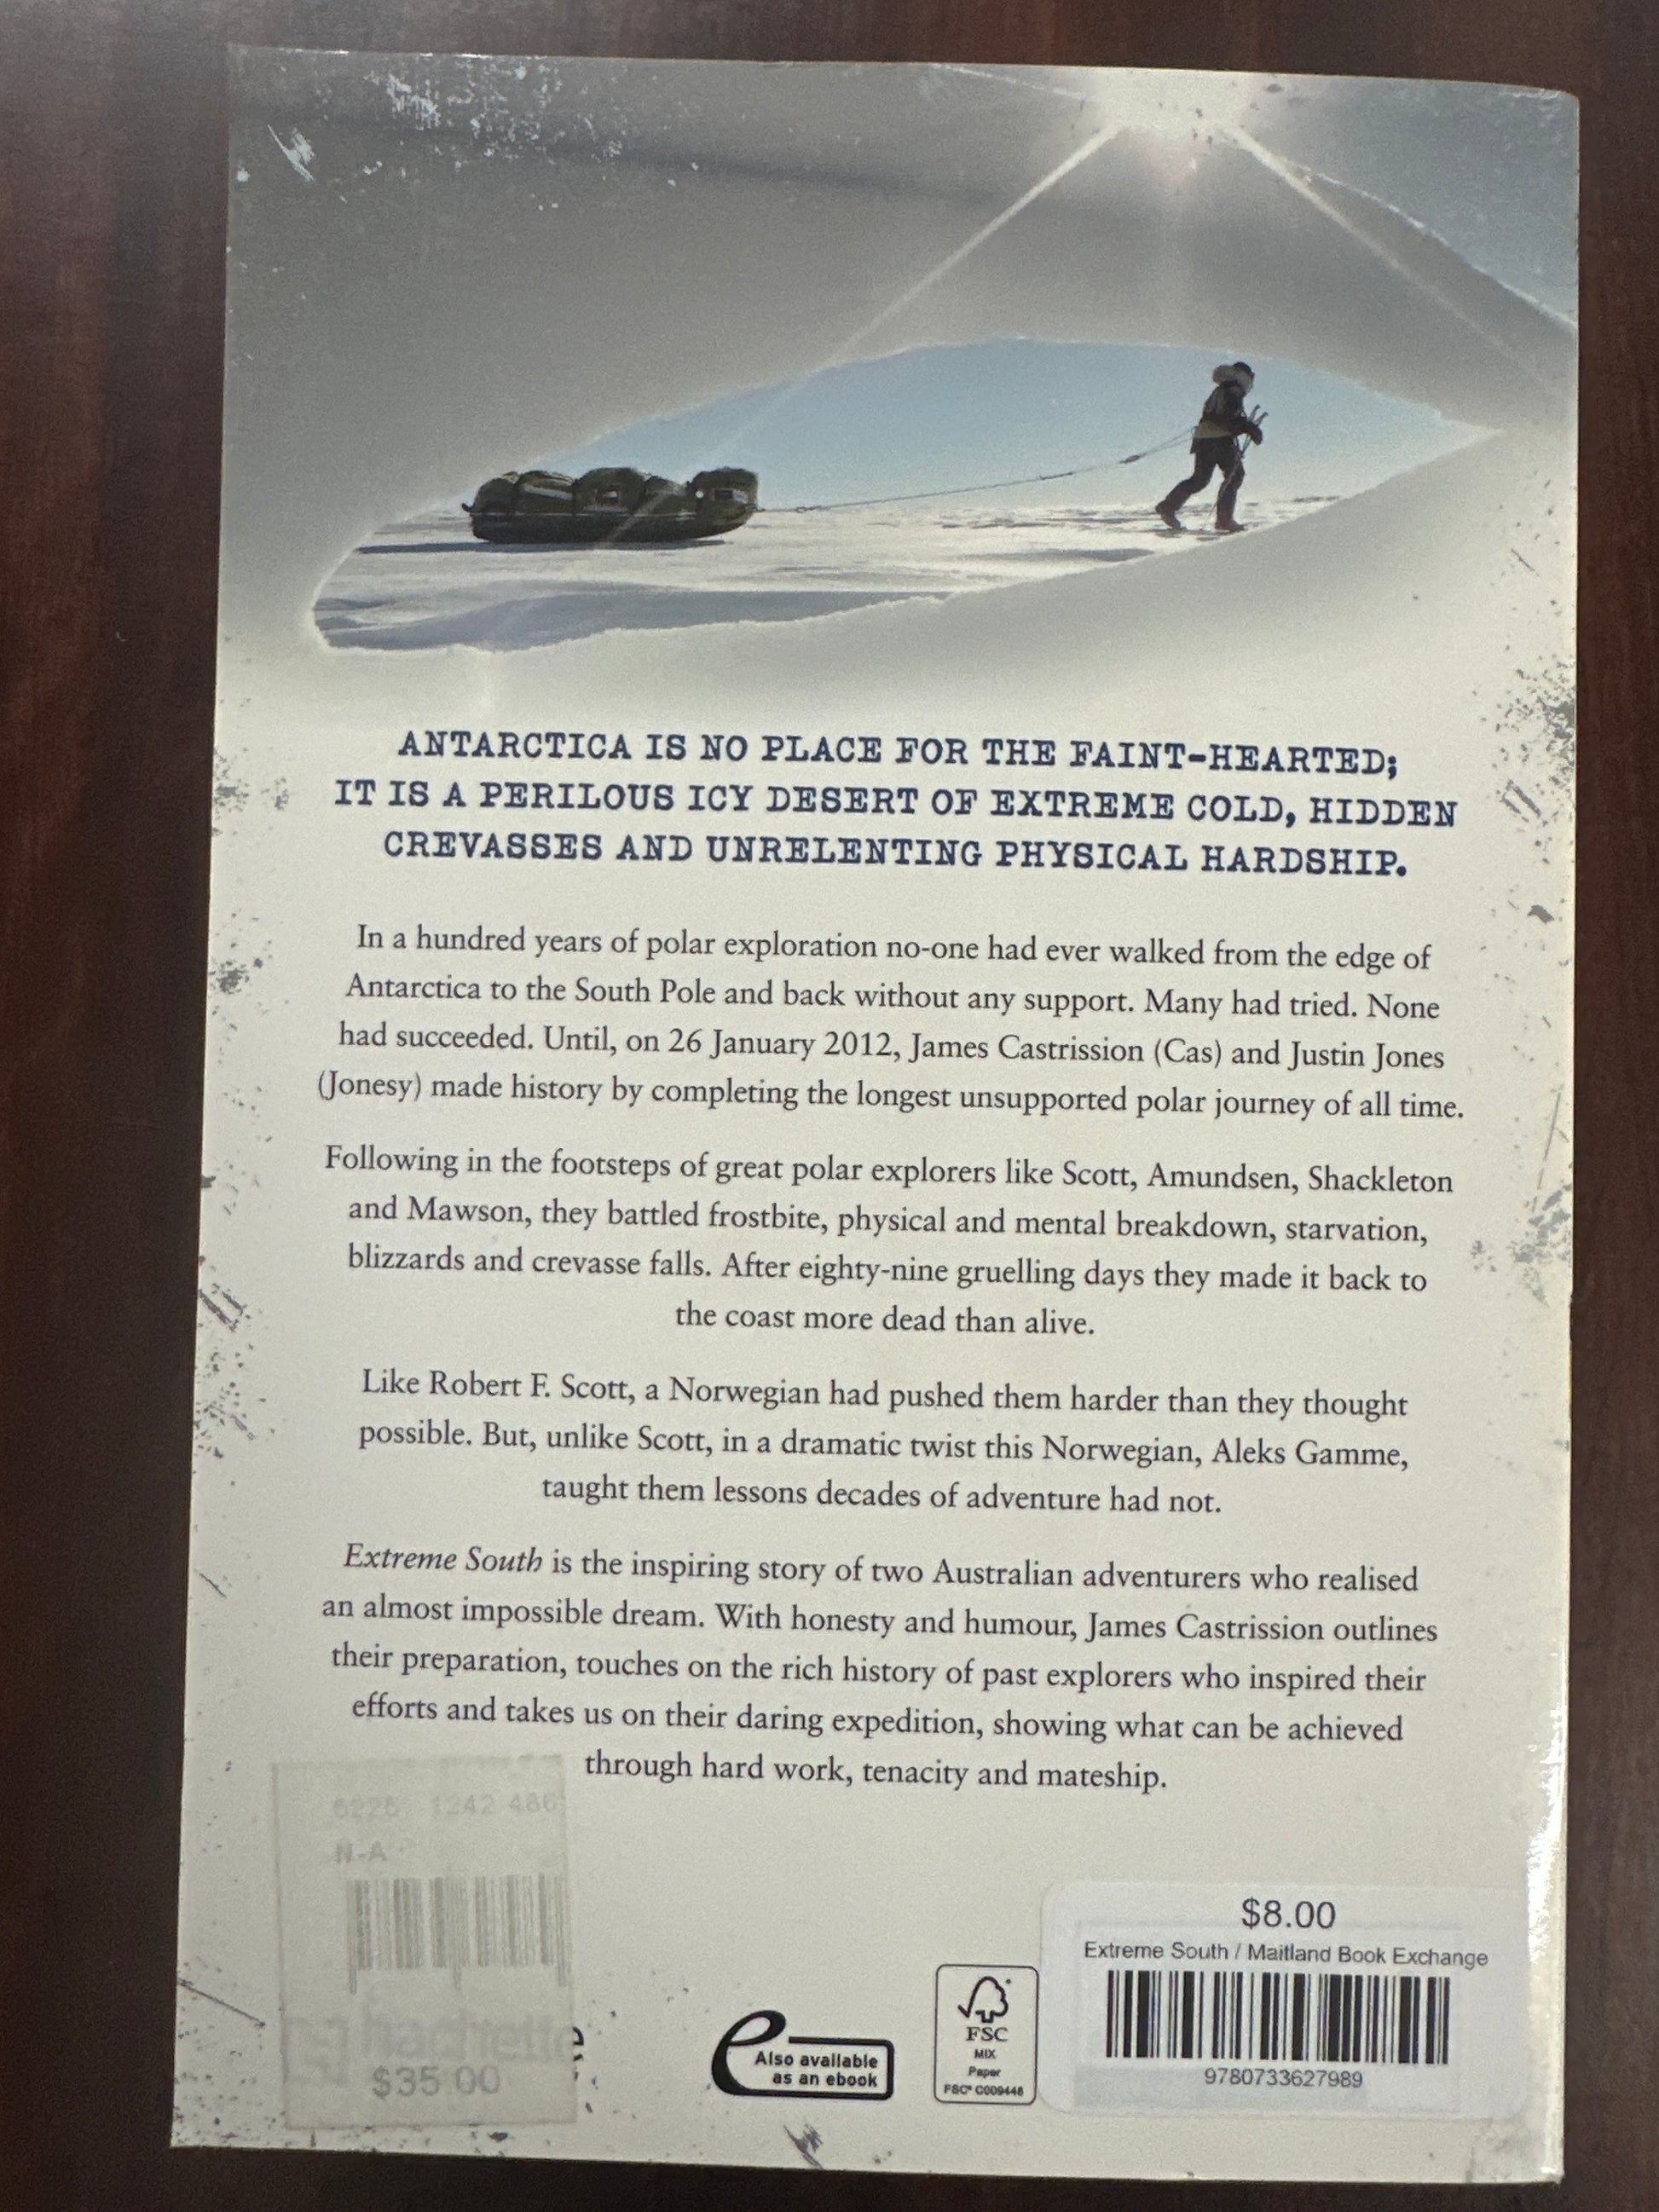 ANTARCTICA IS NO PLACE FOR THE FAINT-HEARTED;
IT IS A PERILOUS ICY DESERT OF EXTREME COLD, HIDDEN
CREVASSES AND UNRELENTING PHYSICAL HARDSHIP.
In a hundred years of polar exploration no-one had ever walked from the edge of
Antarctica to the South Pole and back without any support. Many had tried. None
had succeeded. Until, on 26 January 2012, James Castrission (Cas) and Justin Jones
(Jonesy) made history by completing the longest unsupported polar journey of all time.
Following in the footsteps of great polar explorers like Scott, Amundsen, Shackleton
and Mawson, they battled frostbite, physical and mental breakdown, starvation,
blizzards and crevasse falls. After eighty-nine gruelling days they made it back to
the coast more dead than alive.
Like Robert F. Scott, a Norwegian had pushed them harder than they thought
possible. But, unlike Scott, in a dramatic twist this Norwegian, Aleks Gamme,
taught them lessons decades of adventure had not.
Extreme South is the inspiring story of two Australian adventurers who realised
an almost impossible dream. With honesty and humour, James Castrission outlines
their preparation, touches on the rich history of past explorers who inspired their
efforts and takes us on their daring expedition, showing what can be achieved
through hard work, tenacity and mateship.
1242 486
N-A
hachette
$35 00
e
Also available
as an ebook
FSC
MIX
Paper
FSC® C009448
$8.00
Extreme South / Maitland Book Exchange
9780733627989